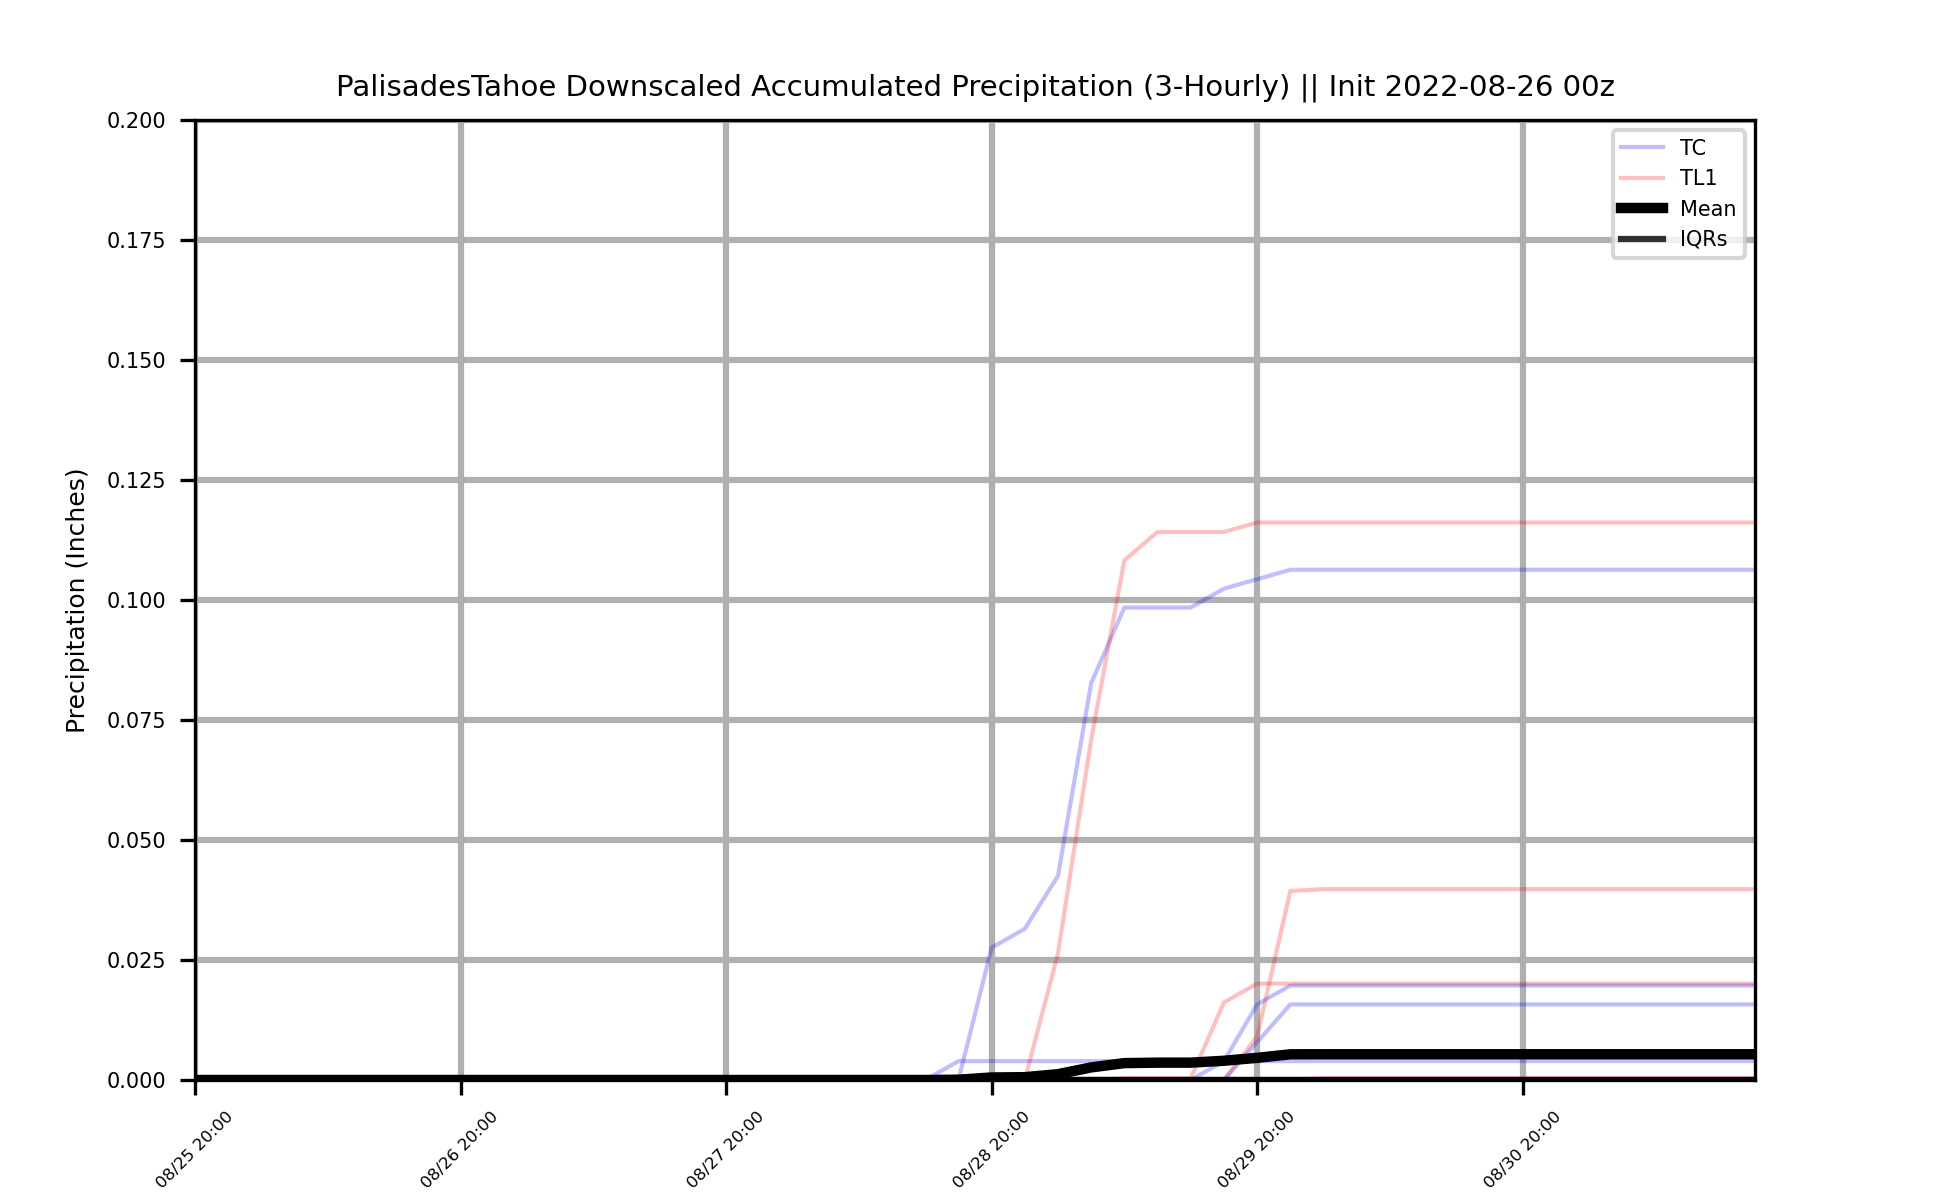 PalisadesTahoe Downscaled Accumulated Precipitation (3-Hourly) || Init 2022-08-26 00z
TC
TL1
Mean
IQRs
Precipitation (Inches)
0.200
0.175
0.150
0.125
0.100
0.075
0.050
0.025
0.000
08/25 20:00
08/26 20:00
08/27 20:00
08/28 20:00
08/29 20:00
08/30 20:00